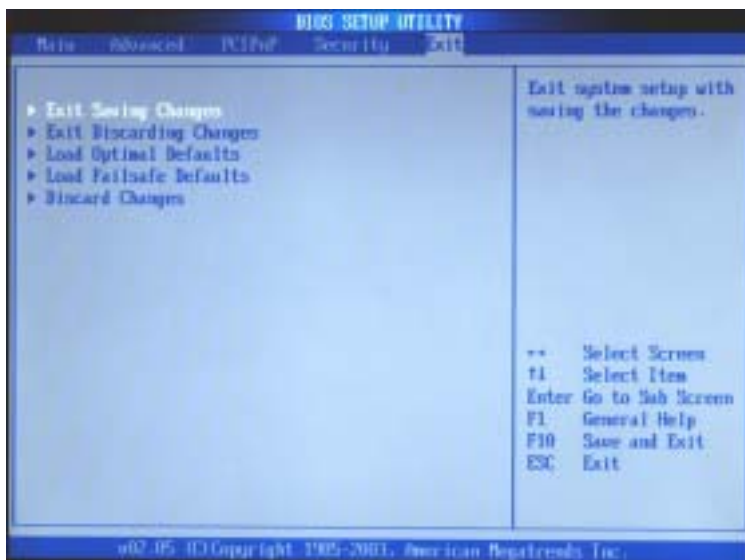 BIOS SETUP UTILITY
Main Advanced PCIPnP Security Exit
▶ Exit Saving Changes
▶ Exit Discarding Changes
▶ Load Optimal Defaults
▶ Load Failsafe Defaults
▶ Discard Changes
Exit system setup with
saving the changes.
↔ Select Screen
↑↓ Select Item
Enter Go to Sub Screen
F1 General Help
F10 Save and Exit
ESC Exit
v02.05 (C)Copyright 1985-2003, American Megatrends Inc.